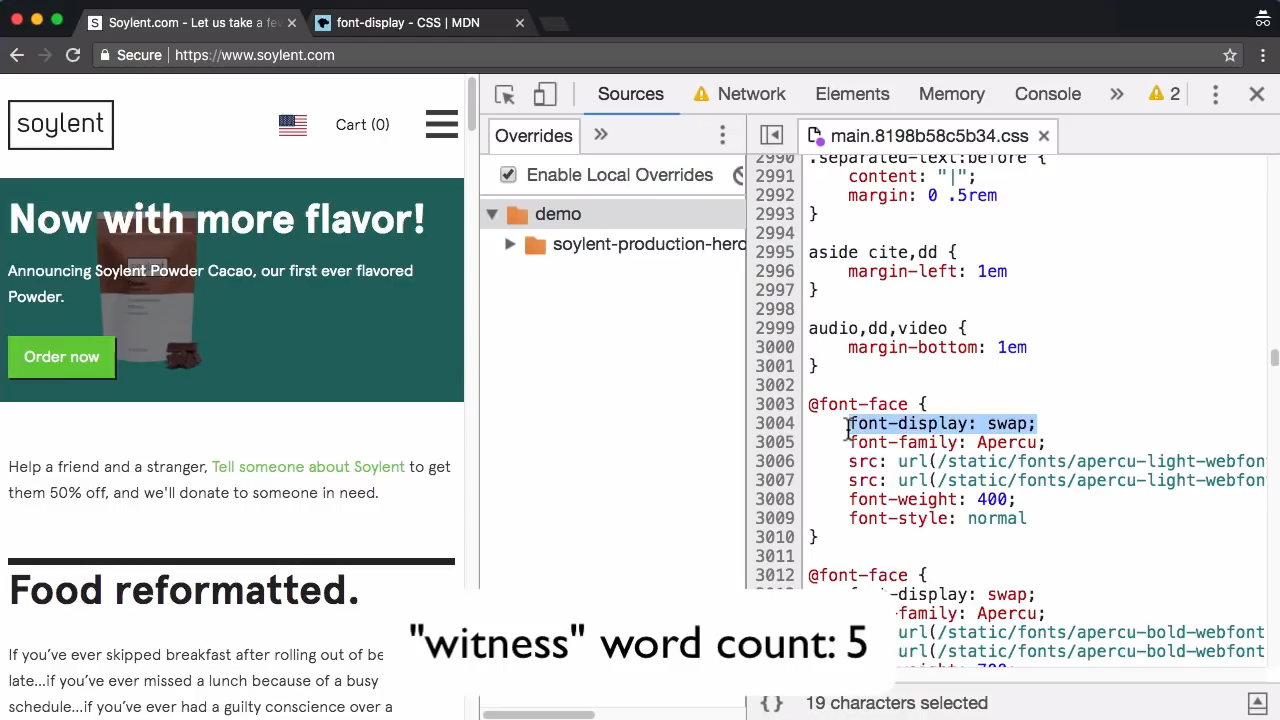 Soylent.com - Let us take a fe
font-display - CSS | MDN
Secure
https://www.soylent.com
soylent
Cart (0)
Now with more flavor!
Announcing Soylent Powder Cacao, our first ever flavored
Powder.
Order now
Help a friend and a stranger, Tell someone about Soylent to get
them 50% off, and we'll donate to someone in need.
Food reformatted.
If you've ever skipped breakfast after rolling out of be
late...if you've ever missed a lunch because of a busy
schedule...if you've ever had a guilty conscience over a
Sources
Network
Elements
Memory
Console
2
Overrides
Enable Local Overrides
demo
soylent-production-hero
main.8198b58c5b34.css
2990 .separated-text:before {
2991 content: "|";
2992 margin: 0 .5rem
2993 }
2994
2995 aside cite,dd {
2996 margin-left: 1em
2997 }
2998
2999 audio,dd,video {
3000 margin-bottom: 1em
3001 }
3002
3003 @font-face {
3004 font-display: swap;
3005 font-family: Apercu;
3006 src: url(/static/fonts/apercu-light-webfon
3007 src: url(/static/fonts/apercu-light-webfon
3008 font-weight: 400;
3009 font-style: normal
3010 }
3011
3012 @font-face {
-display: swap;
-family: Apercu;
url(/static/fonts/apercu-bold-webfont
url(/static/fonts/apercu-bold-webfont
"witness" word count: 5
{} 19 characters selected